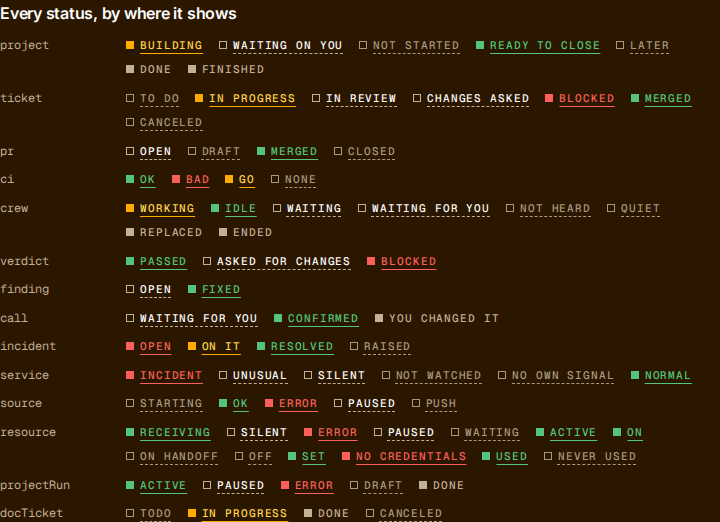 Every status, by where it shows
project BUILDING WAITING ON YOU NOT STARTED READY TO CLOSE LATER
DONE FINISHED
ticket TO DO IN PROGRESS IN REVIEW CHANGES ASKED BLOCKED MERGED
CANCELED
pr OPEN DRAFT MERGED CLOSED
ci OK BAD GO NONE
crew WORKING IDLE WAITING WAITING FOR YOU NOT HEARD QUIET
REPLACED ENDED
verdict PASSED ASKED FOR CHANGES BLOCKED
finding OPEN FIXED
call WAITING FOR YOU CONFIRMED YOU CHANGED IT
incident OPEN ON IT RESOLVED RAISED
service INCIDENT UNUSUAL SILENT NOT WATCHED NO OWN SIGNAL NORMAL
source STARTING OK ERROR PAUSED PUSH
resource RECEIVING SILENT ERROR PAUSED WAITING ACTIVE ON
ON HANDOFF OFF SET NO CREDENTIALS USED NEVER USED
projectRun ACTIVE PAUSED ERROR DRAFT DONE
docTicket TODO IN PROGRESS DONE CANCELED